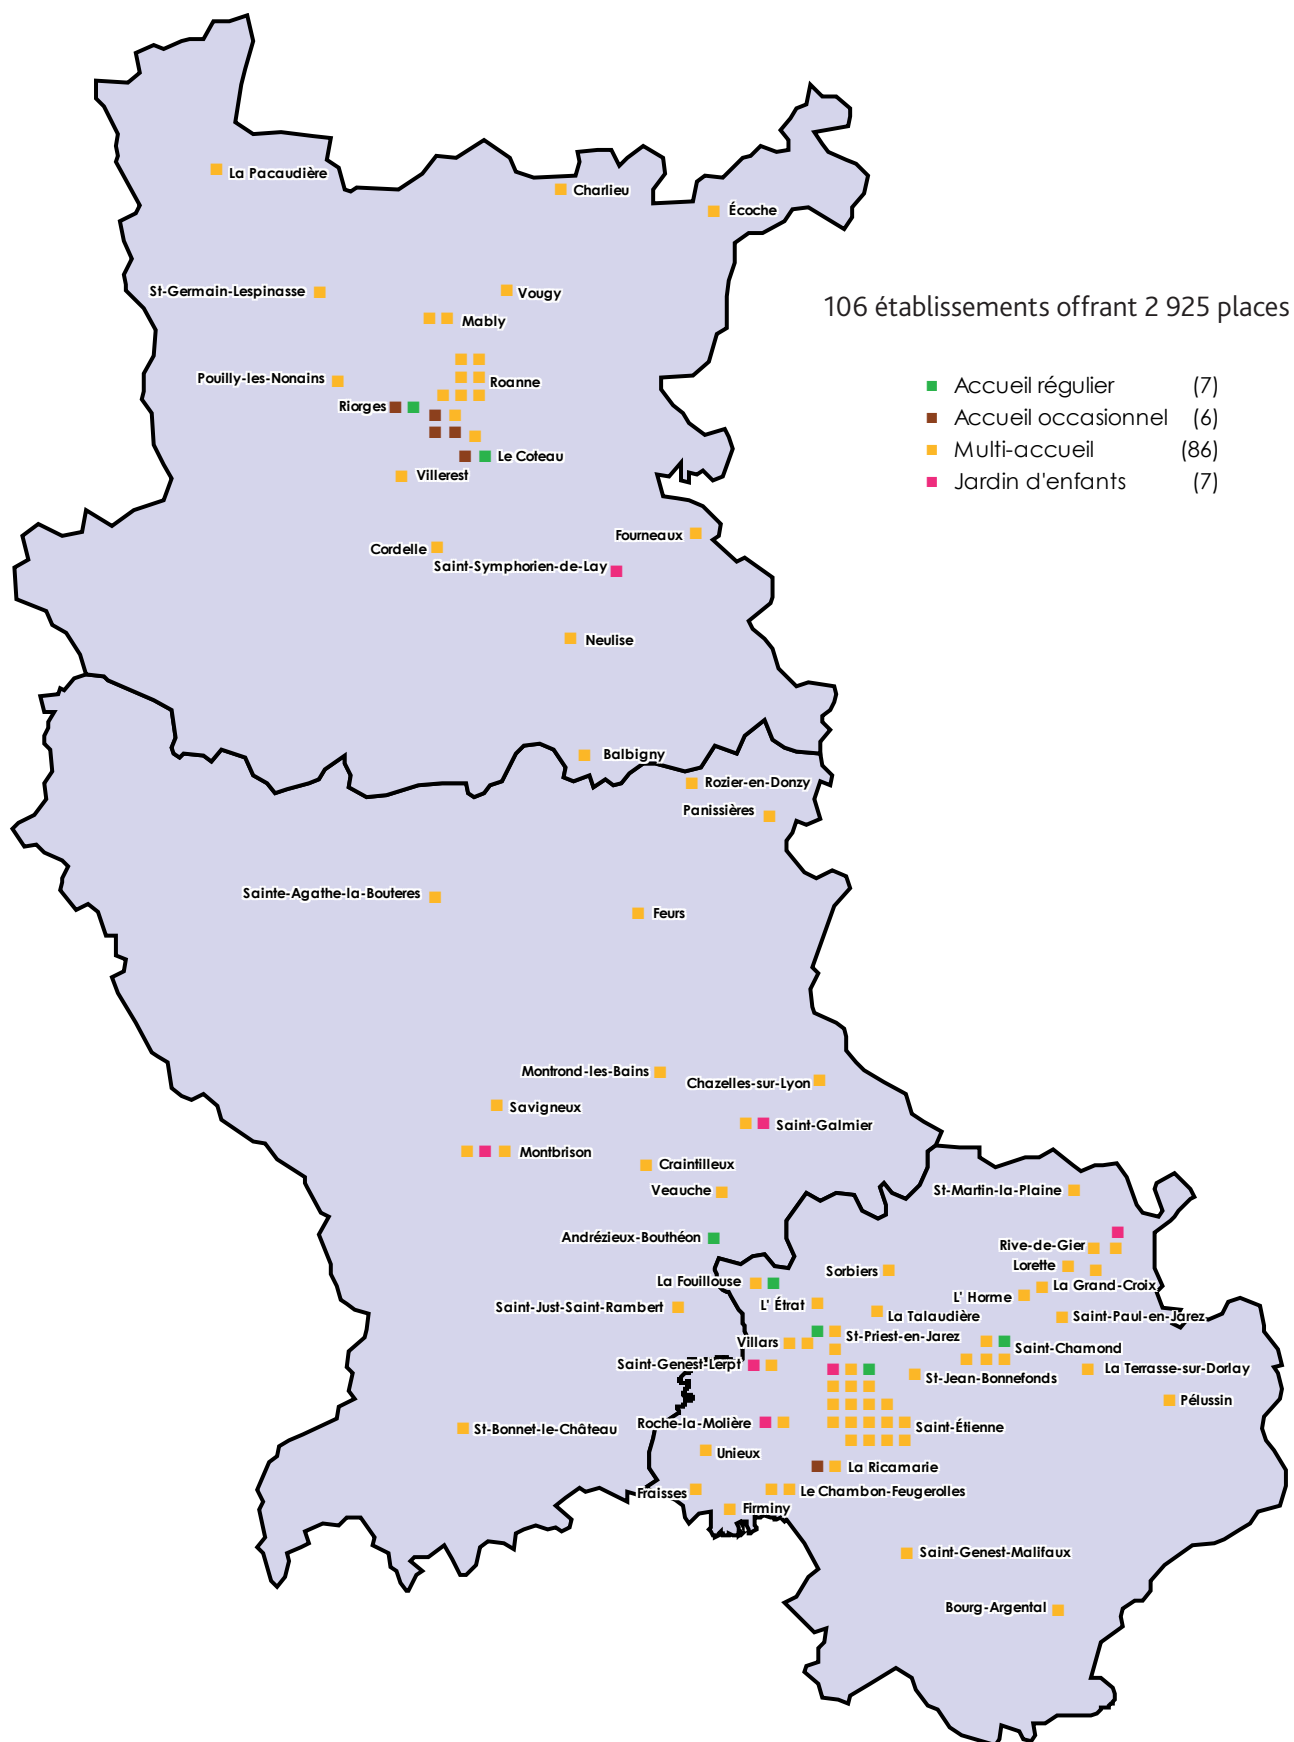 La Pacaudière
Charlieu
Écoche
St-Germain-Lespinasse
Vougy
106 établissements offrant 2 925 places
Mably
Pouilly-les-Nonains
Roanne
Accueil régulier (7)
Riorges
Accueil occasionnel (6)
Le Coteau
Multi-accueil (86)
Villerest
Jardin d'enfants (7)
Fourneaux
Cordelle
Saint-Symphorien-de-Lay
Neulise
Balbigny
Rozier-en-Donzy
Panissières
Sainte-Agathe-la-Bouteres
Feurs
Montrond-les-Bains
Chazelles-sur-Lyon
Savigneux
Saint-Galmier
Montbrison
Craintilleux
Veauche
St-Martin-la-Plaine
Andrézieux-Bouthéon
Rive-de-Gier
Lorette
Sorbiers
La Fouillouse
La Grand-Croix
L' Horme
L' Étrat
Saint-Just-Saint-Rambert
La Talaudière
Saint-Paul-en-Jarez
St-Priest-en-Jarez
Villars
Saint-Chamond
Saint-Genest-Lerpt
La Terrasse-sur-Dorlay
St-Jean-Bonnefonds
Pélussin
Roche-la-Molière
Saint-Étienne
St-Bonnet-le-Château
Unieux
La Ricamarie
Fraisses
Le Chambon-Feugerolles
Firminy
Saint-Genest-Malifaux
Bourg-Argental